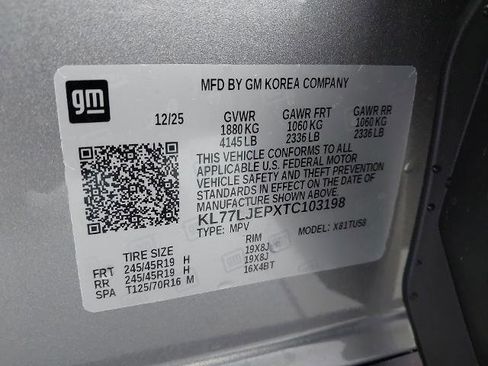 gm
MFD BY GM KOREA COMPANY
12/25 GVWR GAWR FRT GAWR RR
1880 KG 1060 KG 1060 KG
4145 LB 2336 LB 2336 LB
THIS VEHICLE CONFORMS TO ALL
APPLICABLE U.S. FEDERAL MOTOR
VEHICLE SAFETY AND THEFT PREVENTION
STANDARDS IN EFFECT ON THE DATE OF
MANUFACTURE SHOWN ABOVE.
KL77LJEPXTC103198
TYPE: MPV MODEL: X81TU58
TIRE SIZE RIM
FRT 245/45R19 H 19X8J
RR 245/45R19 H 19X8J
SPA T125/70R16 M 16X4BT